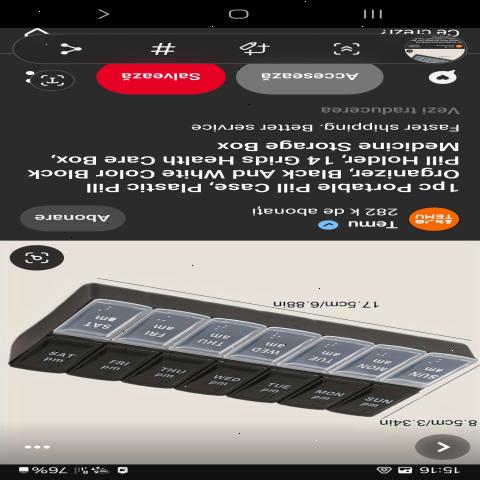 15:16
76%
8.5cm/3.34in
SUN pm
MON pm
TUE pm
WED pm
THU pm
FRI pm
SAT pm
SUN am
MON am
TUE am
WED am
THU am
FRI am
SAT am
17.5cm/6.88in
TEMU
Temu
282 k de abonați
Abonare
1pc Portable Pill Case, Plastic Pill
Organizer, Black And White Color Block
Pill Holder, 14 Grids Health Care Box,
Medicine Storage Box
Faster shipping. Better service
Vezi traducerea
Accesează
Salvează
Ce crezi?